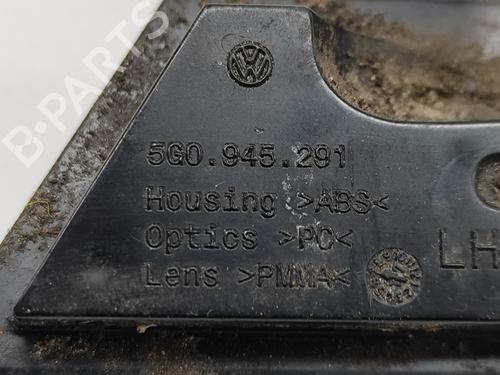 B-PARTS
5G0.945.291
Housing >ABS<
Optics >PC<
Lens >PMMA<
LH